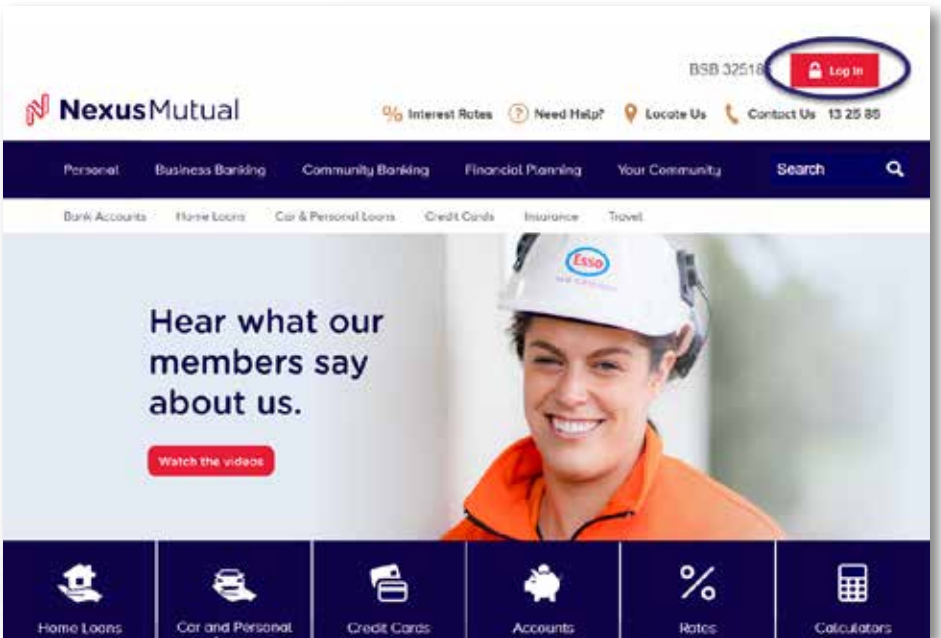 BSB 32518
Log In
NexusMutual
% Interest Rates ? Need Help? Locate Us Contact Us 13 25 85
Personal Business Banking Community Banking Financial Planning Your Community Search
Bank Accounts Home Loans Car & Personal Loans Credit Cards Insurance Travel
Esso
Hear what our
members say
about us.
Watch the videos
%
Home Loans Car and Personal Credit Cards Accounts Rates Calculators